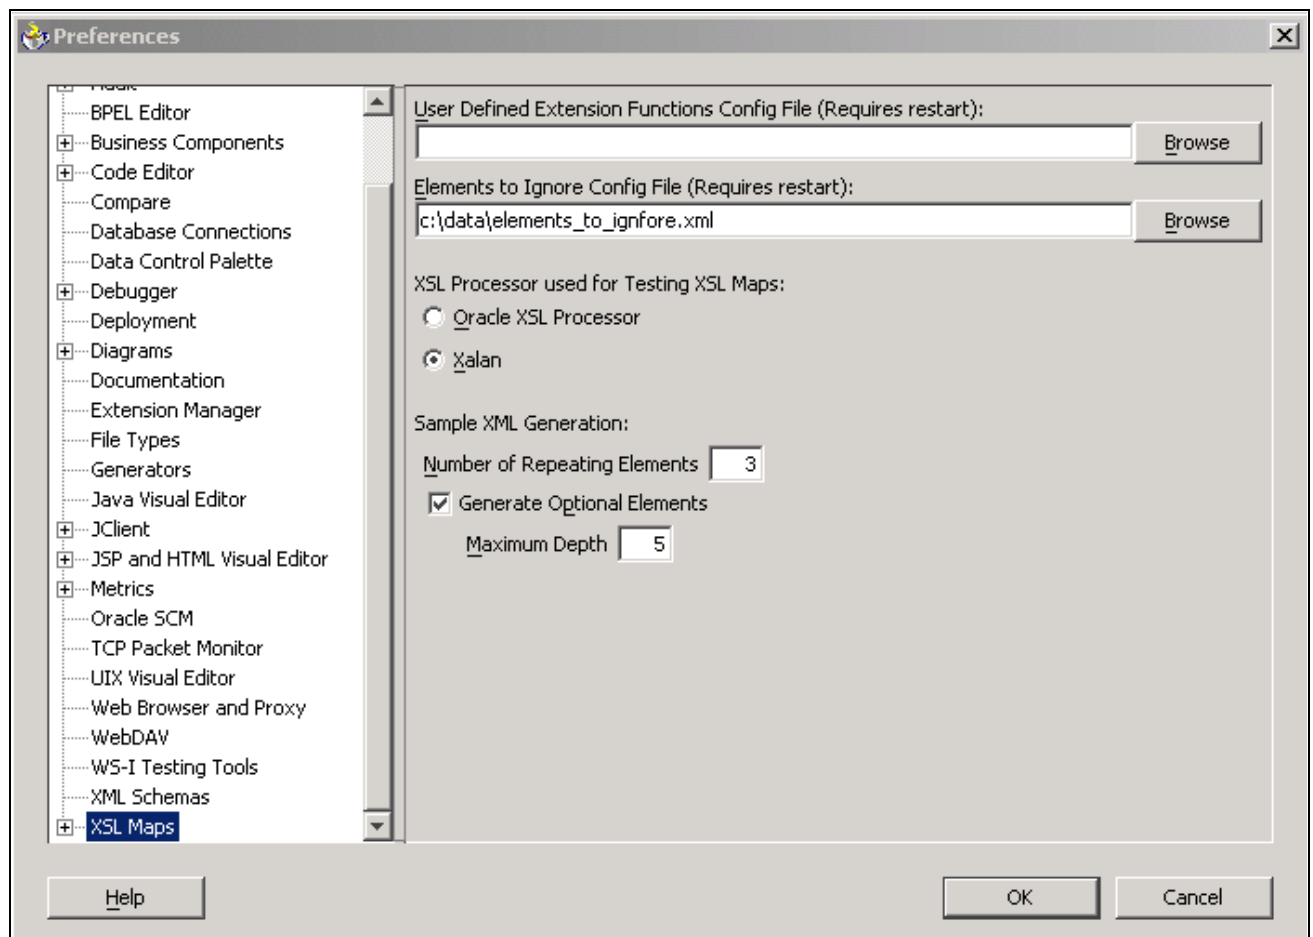 Preferences
BPEL Editor
Business Components
Code Editor
Compare
Database Connections
Data Control Palette
Debugger
Deployment
Diagrams
Documentation
Extension Manager
File Types
Generators
Java Visual Editor
JClient
JSP and HTML Visual Editor
Metrics
Oracle SCM
TCP Packet Monitor
UIX Visual Editor
Web Browser and Proxy
WebDAV
WS-I Testing Tools
XML Schemas
XSL Maps
User Defined Extension Functions Config File (Requires restart):
Browse
Elements to Ignore Config File (Requires restart):
c:\data\elements_to_ignfore.xml
Browse
XSL Processor used for Testing XSL Maps:
Oracle XSL Processor
Xalan
Sample XML Generation:
Number of Repeating Elements 3
Generate Optional Elements
Maximum Depth 5
Help
OK
Cancel